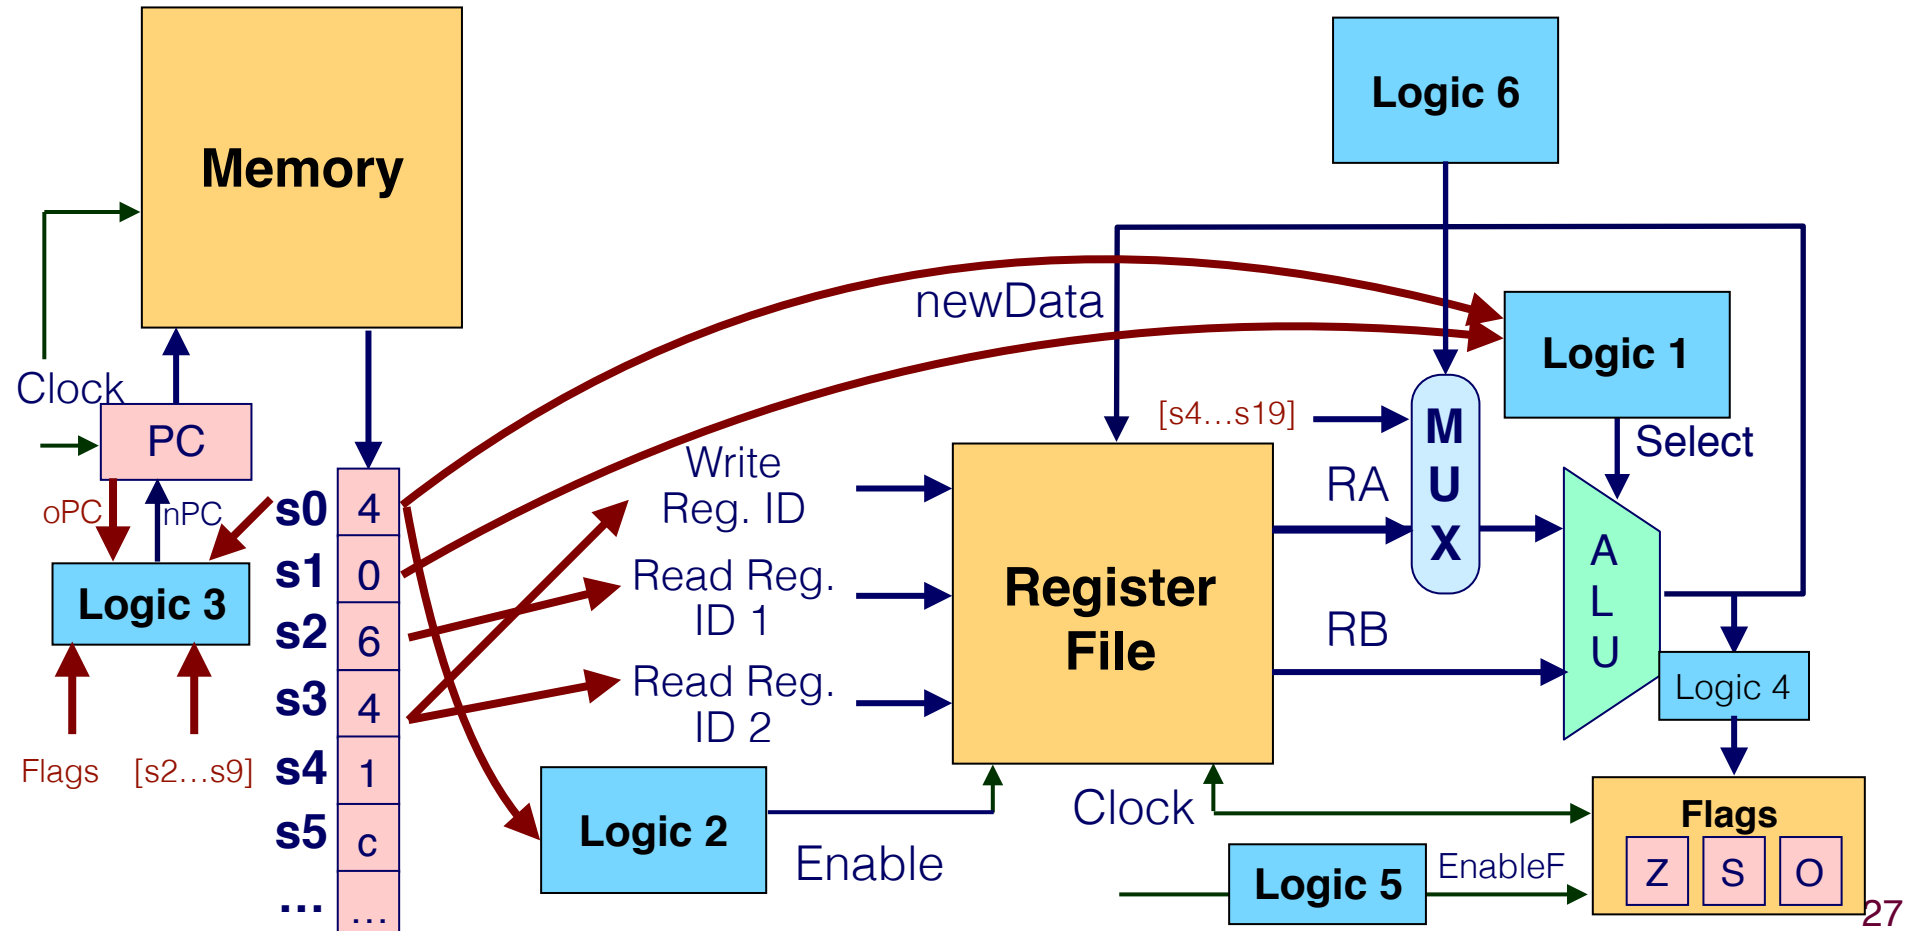 Memory
Logic 6
newData
Logic 1
Clock
PC
[s4...s19]
M
U
X
Select
Write
Reg. ID
RA
oPC
nPC
s0 4
s1 0
s2 6
s3 4
s4 1
s5 c
... ...
Logic 3
Read Reg.
ID 1
Register
File
A
L
U
RB
Read Reg.
ID 2
Logic 4
Flags
[s2...s9]
Logic 2
Enable
Clock
Flags
Z S O
Logic 5
EnableF
27